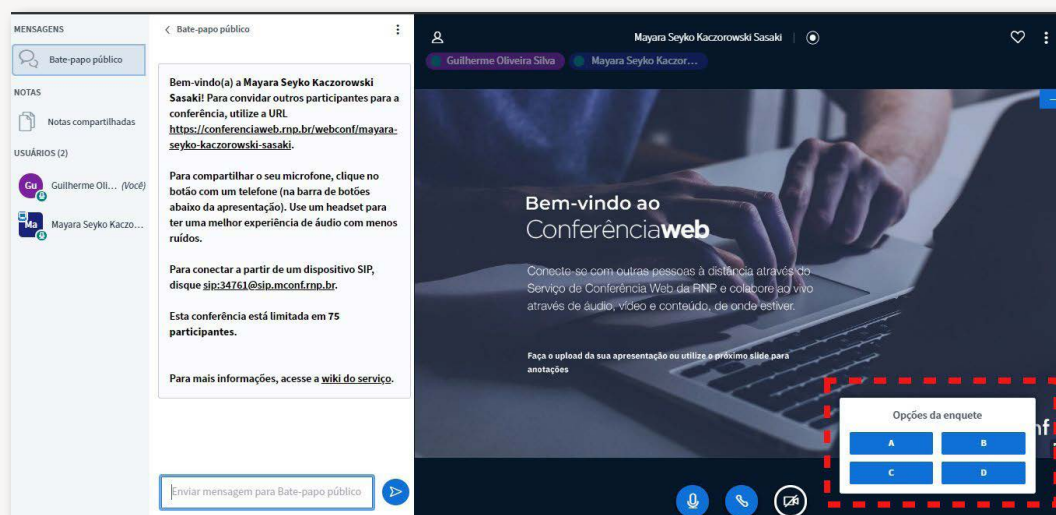 MENSAGENS
Bate-papo público
NOTAS
Notas compartilhadas
USUÁRIOS (2)
Gu
Guilherme Oli... (Você)
Ma
Mayara Seyko Kaczo...
Bate-papo público
Bem-vindo(a) a Mayara Seyko Kaczorowski
Sasaki! Para convidar outros participantes para a
conferência, utilize a URL
https://conferenciaweb.rnp.br/webconf/mayara-
seyko-kaczorowski-sasaki.
Para compartilhar o seu microfone, clique no
botão com um telefone (na barra de botões
abaixo da apresentação). Use um headset para
ter uma melhor experiência de áudio com menos
ruídos.
Para conectar a partir de um dispositivo SIP,
disque sip:34761@sip.mconf.rnp.br.
Esta conferência está limitada em 75
participantes.
Para mais informações, acesse a wiki do serviço.
Enviar mensagem para Bate-papo público
Mayara Seyko Kaczorowski Sasaki
Guilherme Oliveira Silva
Mayara Seyko Kaczor...
Bem-vindo ao
Conferênciaweb
Conecte-se com outras pessoas à distância através do
Serviço de Conferência Web da RNP e colabore ao vivo
através de áudio, vídeo e conteúdo, de onde estiver.
Faça o upload da sua apresentação ou utilize o próximo slide para
anotações
Opções da enquete
A B
C D